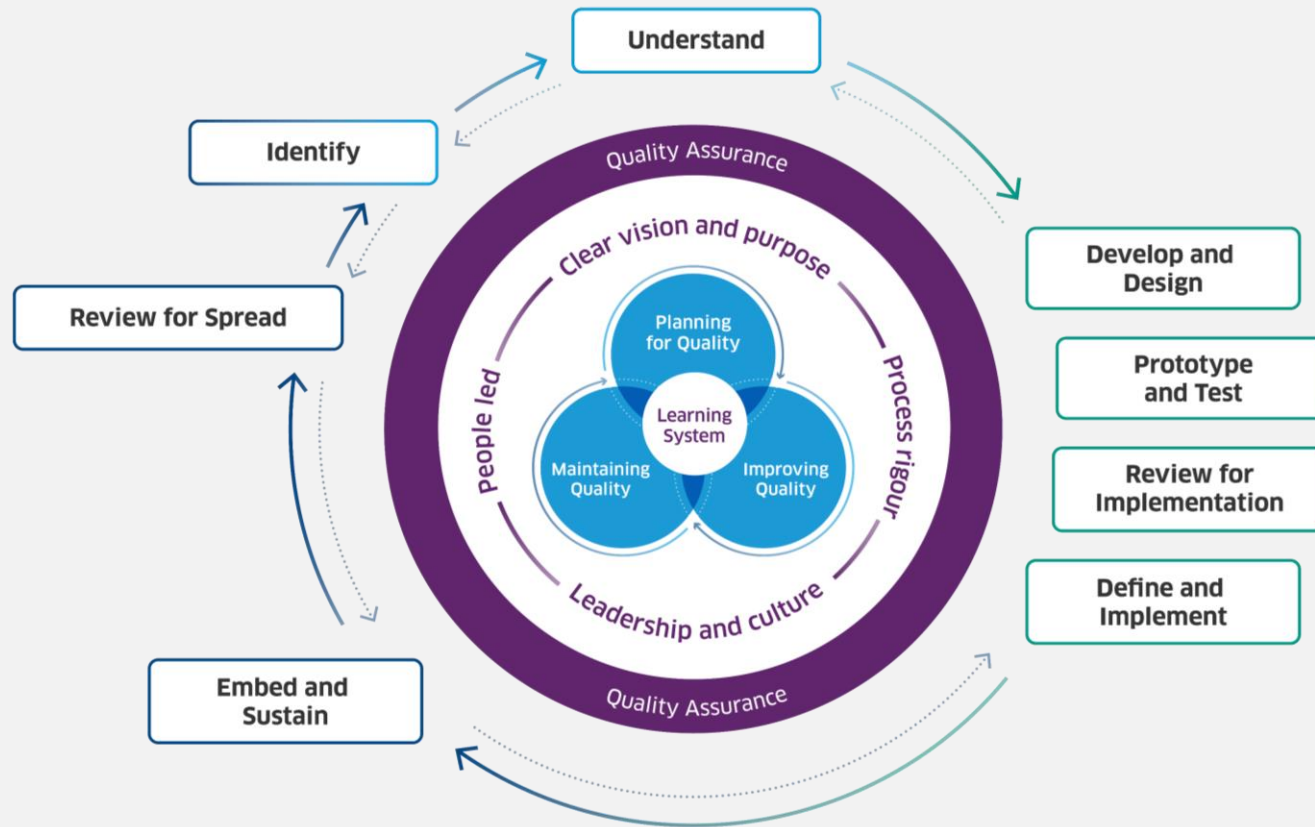 Understand
Identify
Review for Spread
Embed and
Sustain
Develop and
Design
Prototype
and Test
Review for
Implementation
Define and
Implement
Quality Assurance
Clear vision and purpose
People led
Process rigour
Leadership and culture
Planning
for Quality
Learning
System
Maintaining
Quality
Improving
Quality
Quality Assurance